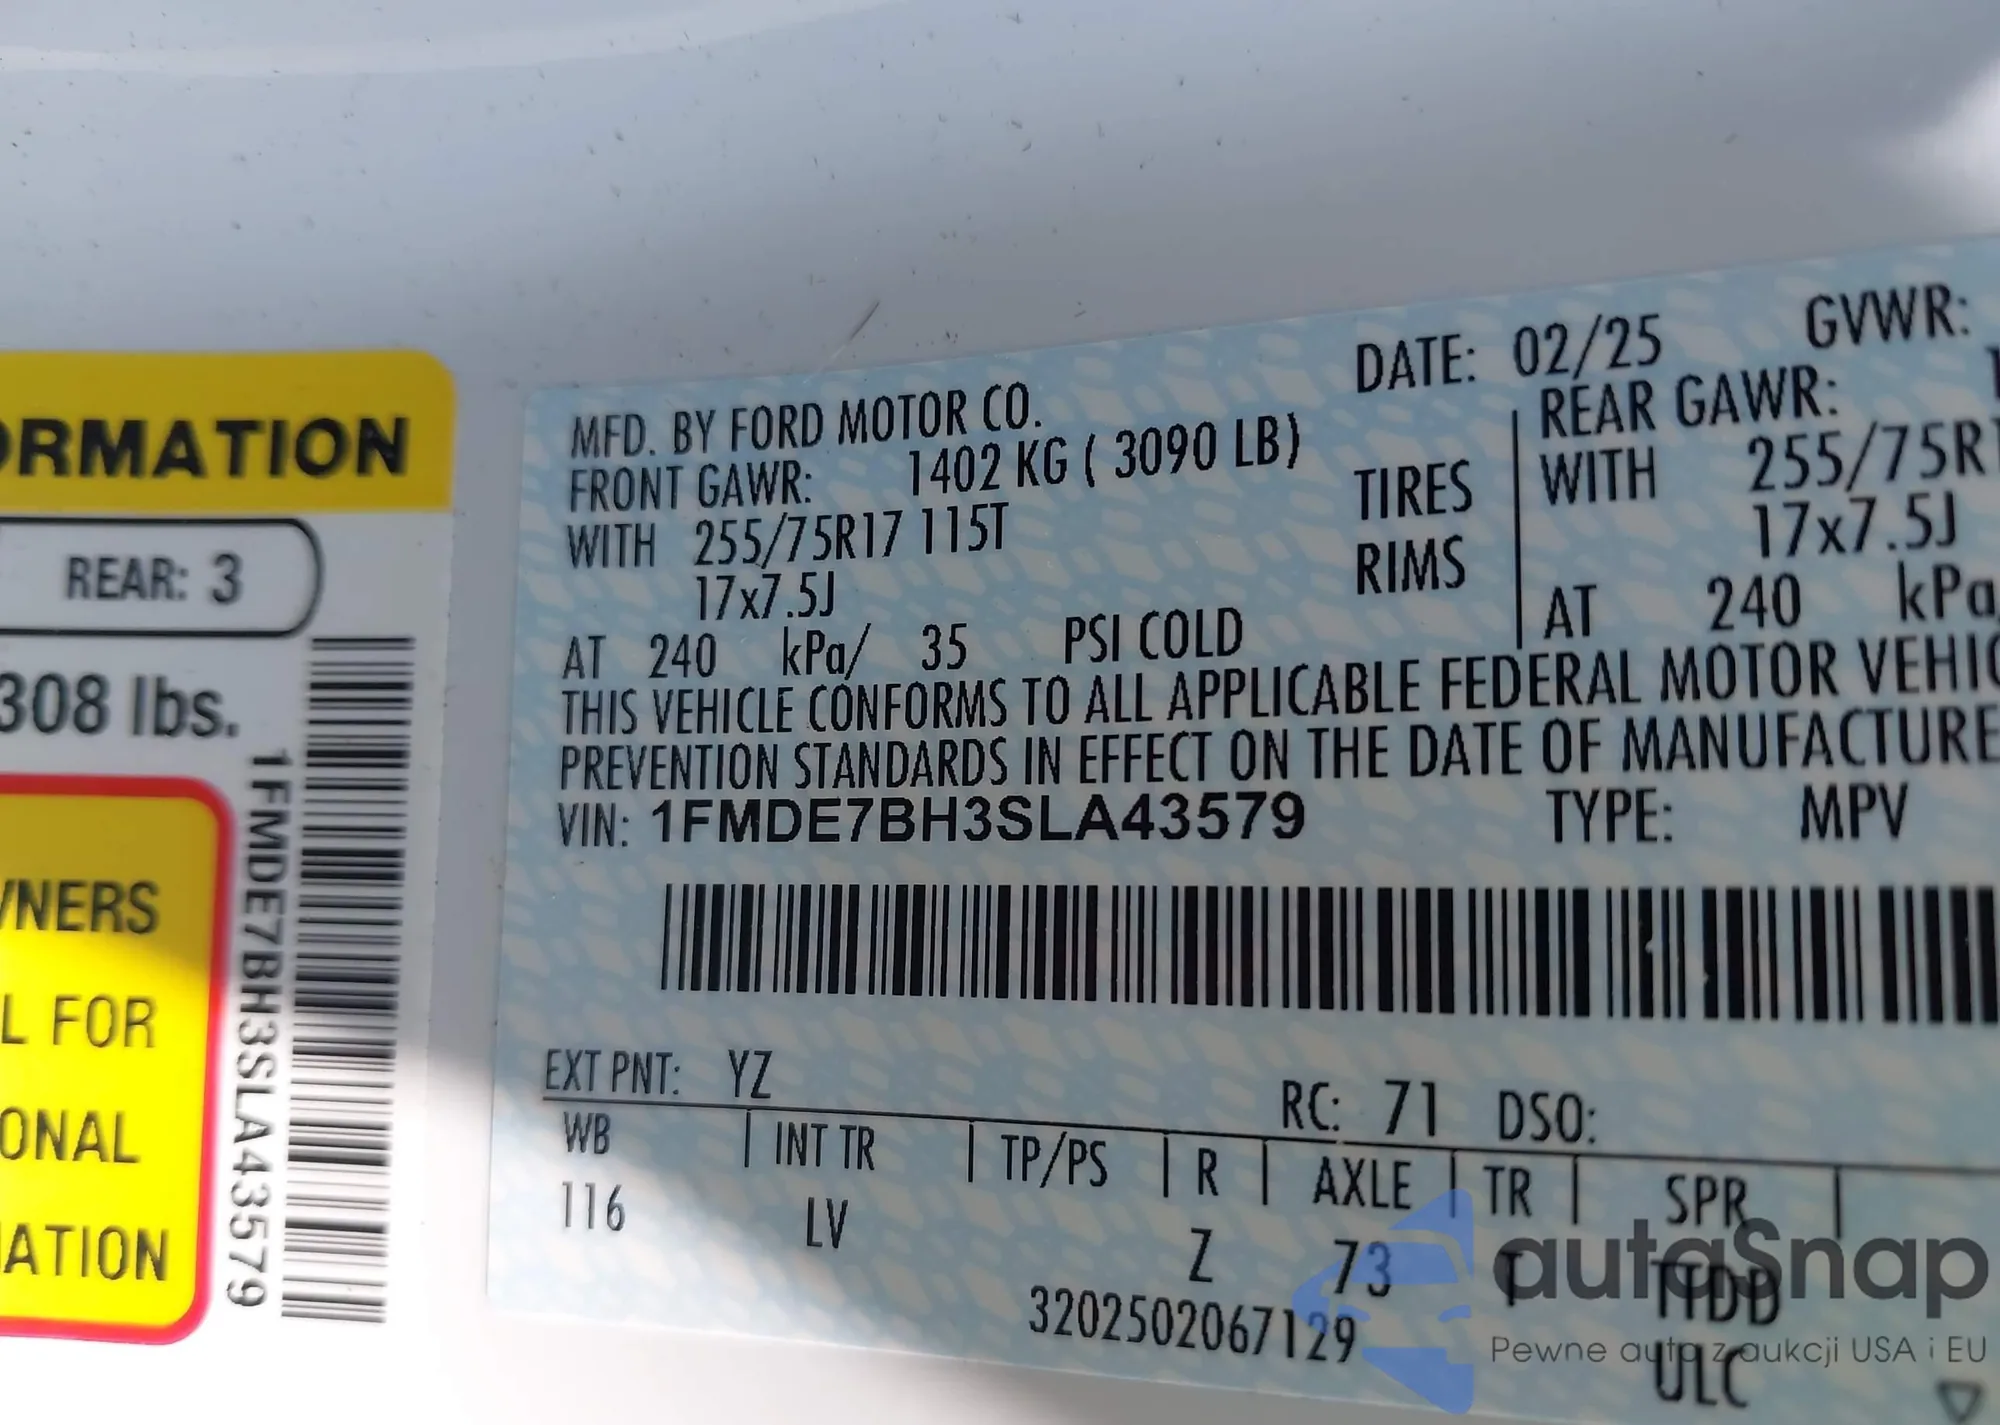 ORMATION
REAR: 3
308 lbs.
WNERS
L FOR
ONAL
ATION
1FMDE7BH3SLA43579
MFD. BY FORD MOTOR CO.
DATE: 02/25
GVWR:
FRONT GAWR: 1402 KG ( 3090 LB)
REAR GAWR:
WITH 255/75R17 115T
TIRES
WITH 255/75R1
17x7.5J
RIMS
17x7.5J
AT 240 kPa/ 35 PSI COLD
AT 240 kPa
THIS VEHICLE CONFORMS TO ALL APPLICABLE FEDERAL MOTOR VEHIC
PREVENTION STANDARDS IN EFFECT ON THE DATE OF MANUFACTURE
VIN: 1FMDE7BH3SLA43579
TYPE: MPV
EXT PNT: YZ
RC: 71 DSO:
WB | INT TR | TP/PS | R | AXLE | TR | SPR |
116 LV Z 73 T TTDD
3202502067129
ULC
autaSnap
Pewne auta z aukcji USA i EU